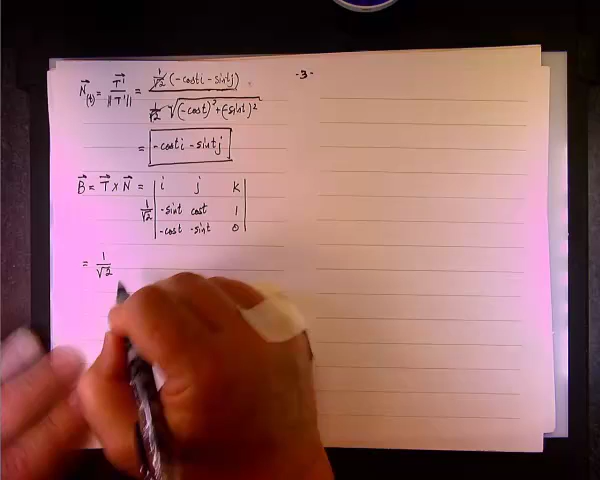 -3-
N⃗(t) = T⃗' / ||T⃗'|| = 1/√2 (-cost i - sint j) / 1/√2 √(-cost)² + (-sint)²
= -cost i - sint j
B⃗ = T⃗ x N⃗ = | i j k |
1/√2 | -sint cost 1 |
| -cost -sint 0 |
= 1/√2